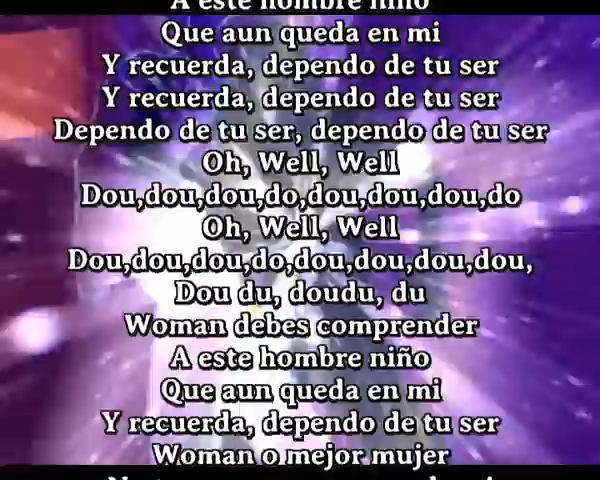 A este hombre niño
Que aun queda en mi
Y recuerda, dependo de tu ser
Y recuerda, dependo de tu ser
Dependo de tu ser, dependo de tu ser
Oh, Well, Well
Dou,dou,dou,do,dou,dou,dou,do
Oh, Well, Well
Dou,dou,dou,do,dou,dou,dou,dou,
Dou du, doudu, du
Woman debes comprender
A este hombre niño
Que aun queda en mi
Y recuerda, dependo de tu ser
Woman o mejor mujer